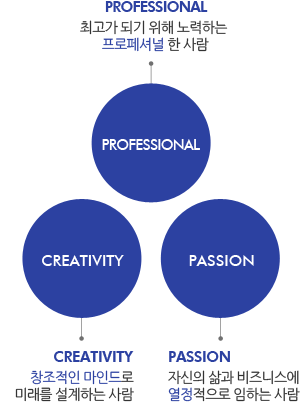 PROFESSIONAL
최고가 되기 위해 노력하는
프로페셔널 한 사람
PROFESSIONAL
CREATIVITY
PASSION
CREATIVITY
창조적인 마인드로
미래를 설계하는 사람
PASSION
자신의 삶과 비즈니스에
열정적으로 임하는 사람